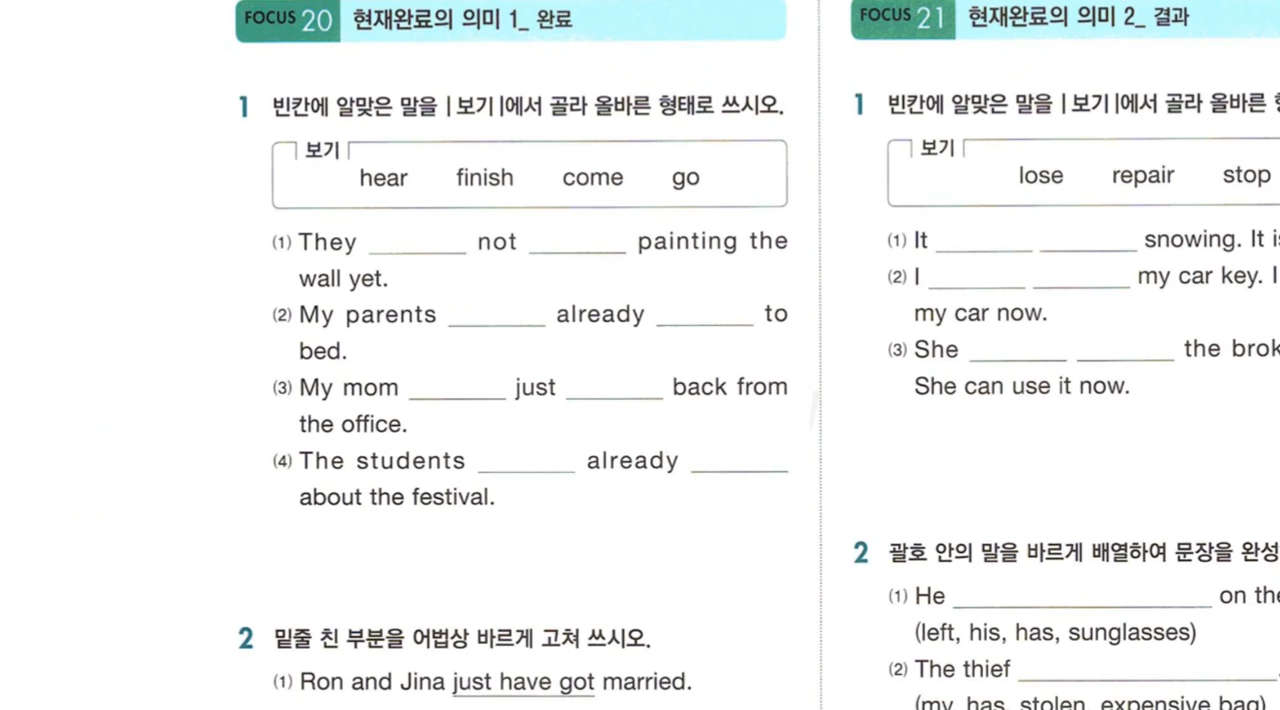 FOCUS 20 현재완료의 의미 1_ 완료
1 빈칸에 알맞은 말을 |보기|에서 골라 올바른 형태로 쓰시오.
보기
hear finish come go
(1) They ________ not ________ painting the
wall yet.
(2) My parents ________ already ________ to
bed.
(3) My mom ________ just ________ back from
the office.
(4) The students ________ already ________
about the festival.
2 밑줄 친 부분을 어법상 바르게 고쳐 쓰시오.
(1) Ron and Jina just have got married.
FOCUS 21 현재완료의 의미 2_ 결과
1 빈칸에 알맞은 말을 |보기|에서 골라 올바른
보기
lose repair stop
(1) It ________ ________ snowing. It
(2) I ________ ________ my car key. I
my car now.
(3) She ________ ________ the
She can use it now.
2 괄호 안의 말을 바르게 배열하여 문장을
(1) He ________ on
(left, his, has, sunglasses)
(2) The thief ________
(my, has, stolen, expensive bag)